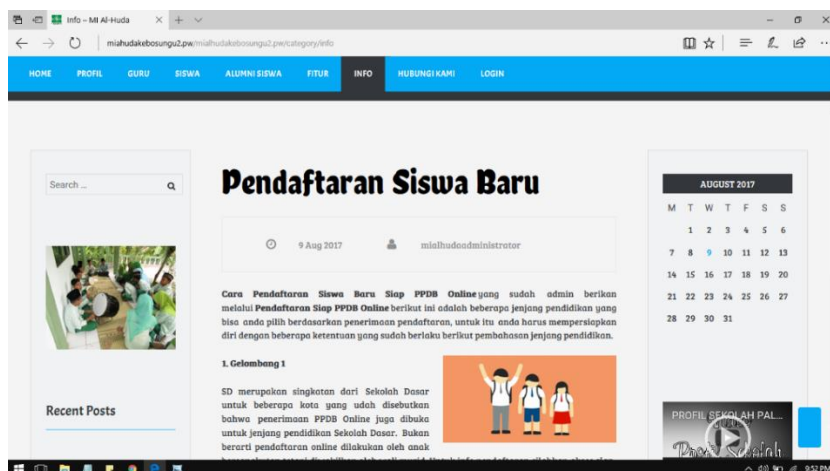 Info – MI Al-Huda
miahudakebosungu2.pw/mialhudakebosungu2.pw/category/info
HOME PROFIL GURU SISWA ALUMNI SISWA FITUR INFO HUBUNGI KAMI LOGIN
Search ...
Recent Posts
Pendaftaran Siswa Baru
9 Aug 2017 mialhudaadministrator
Cara Pendaftaran Siswa Baru Siap PPDB Online yang sudah admin berikan
melalui Pendaftaran Siap PPDB Online berikut ini adalah beberapa jenjang pendidikan yang
bisa anda pilih berdasarkan penerimaan pendaftaran, untuk itu anda harus mempersiapkan
diri dengan beberapa ketentuan yang sudah berlaku berikut pembahasan jenjang pendidikan.
1. Gelombang 1
SD merupakan singkatan dari Sekolah Dasar
untuk beberapa kota yang udah disebutkan
bahwa penerimaan PPDB Online juga dibuka
untuk jenjang pendidikan Sekolah Dasar. Bukan
berarti pendaftaran online dilakukan oleh anak
AUGUST 2017
M T W T F S S
1 2 3 4 5 6
7 8 9 10 11 12 13
14 15 16 17 18 19 20
21 22 23 24 25 26 27
28 29 30 31
PROFIL SEKOLAH PAL...
Profil Sekolah
9:52 PM